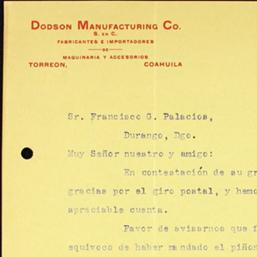 DODSON MANUFACTURING CO.
S. EN C.
FABRICANTES E IMPORTADORES
DE
MAQUINARIA Y ACCESORIOS
TORREON, COAHUILA
Sr. Francisco G. Palacios,
Durango, Dgo.
Muy Señor nuestro y amigo:
En contestación de su gr
gracias por el giro postal, y hemo
apreciable cuenta.
Favor de avisarnos que
equivoco de haber mandado el piñon